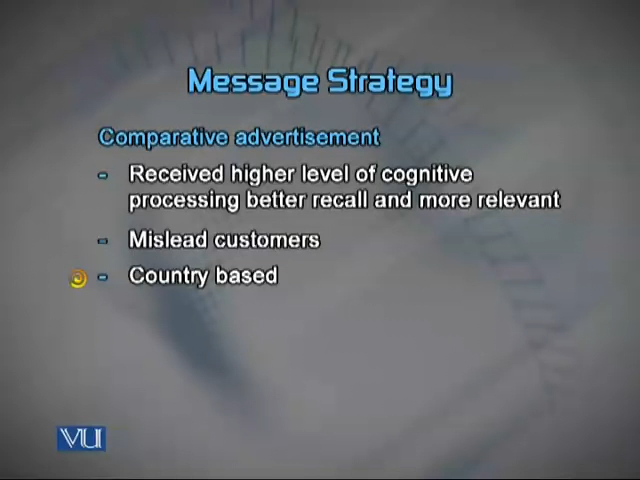 Message Strategy
Comparative advertisement
- Received higher level of cognitive
processing better recall and more relevant
- Mislead customers
- Country based
VU